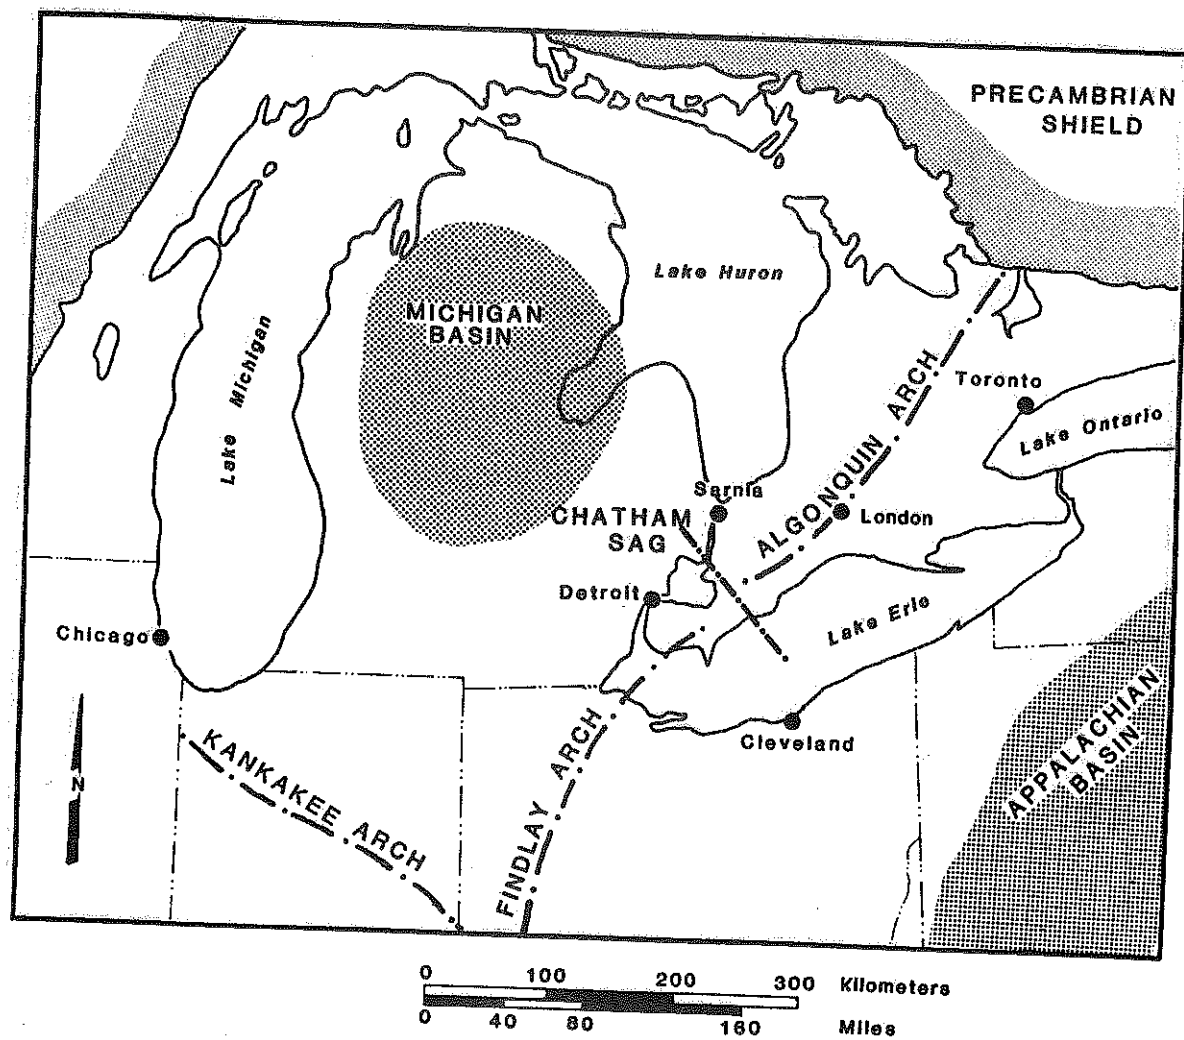 PRECAMBRIAN
SHIELD
Lake Huron
MICHIGAN
BASIN
Lake Michigan
ALGONQUIN ARCH
Toronto
Lake Ontario
Sarnia
CHATHAM
SAG
London
Detroit
Lake Erie
Chicago
Cleveland
APPALACHIAN
BASIN
KANKAKEE ARCH
FINDLAY ARCH
N
0 100 200 300 Kilometers
0 40 80 160 Miles